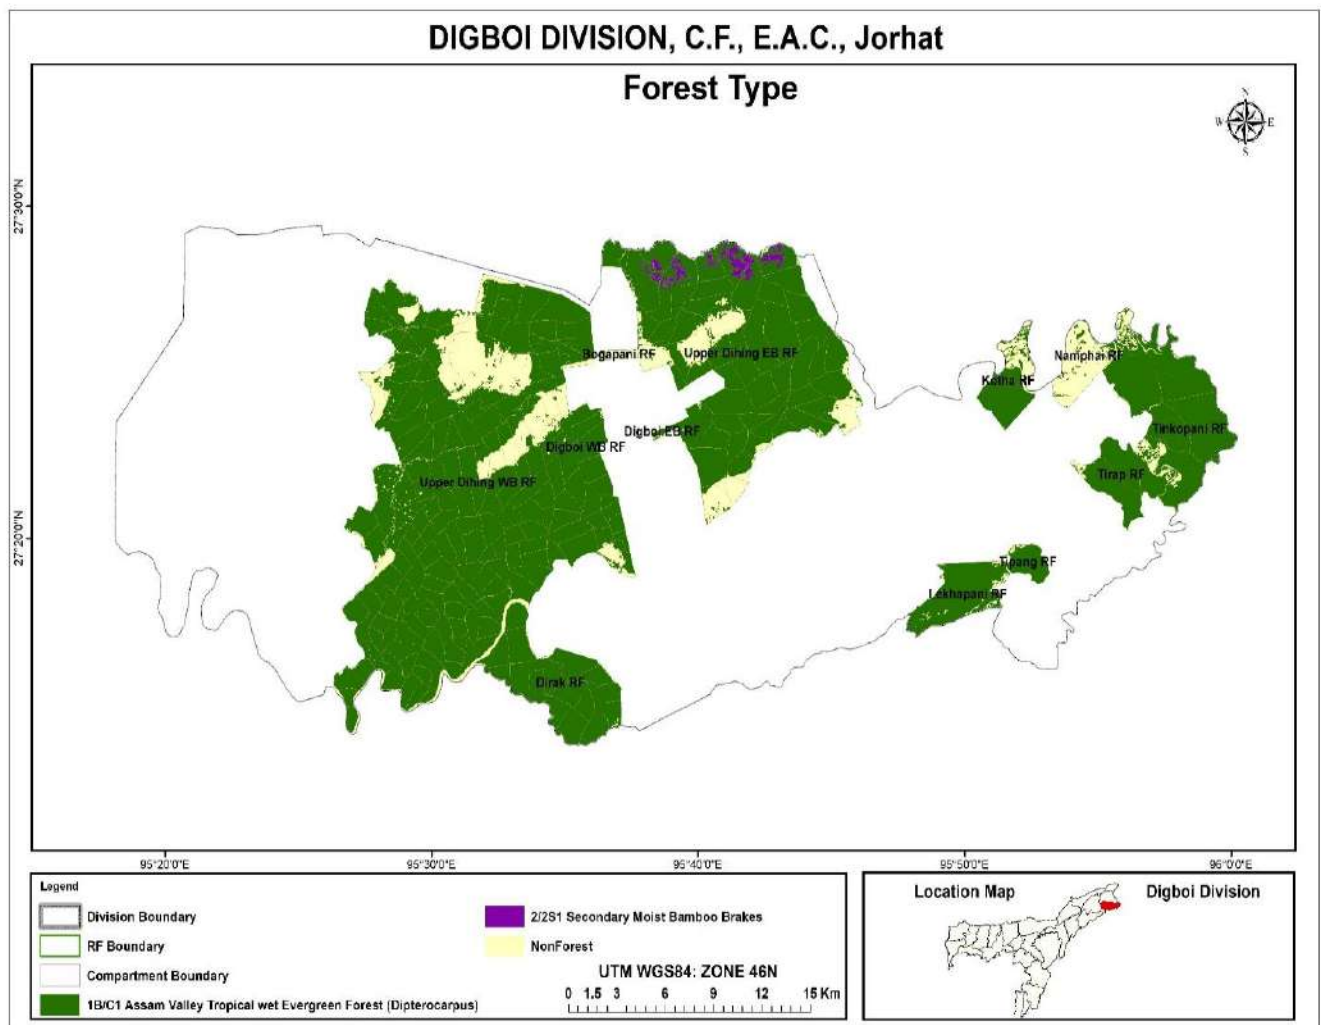 DIGBOI DIVISION, C.F., E.A.C., Jorhat
Forest Type
N
W E
S
27°30'0"N
27°20'0"N
Bogapani RF
Upper Dihing EB RF
Namphai RF
Kotha RF
Digboi EB RF
Tinkopani RF
Digboi WB RF
Tirap RF
Upper Dihing WB RF
Tipang RF
Lekhapani RF
Dirak RF
95°20'0"E 95°30'0"E 95°40'0"E 95°50'0"E 96°0'0"E
Legend
Division Boundary
RF Boundary
Compartment Boundary
1B/C1 Assam Valley Tropical wet Evergreen Forest (Dipterocarpus)
2/2S1 Secondary Moist Bamboo Brakes
NonForest
UTM WGS84: ZONE 46N
0 1.5 3 6 9 12 15 Km
Location Map Digboi Division